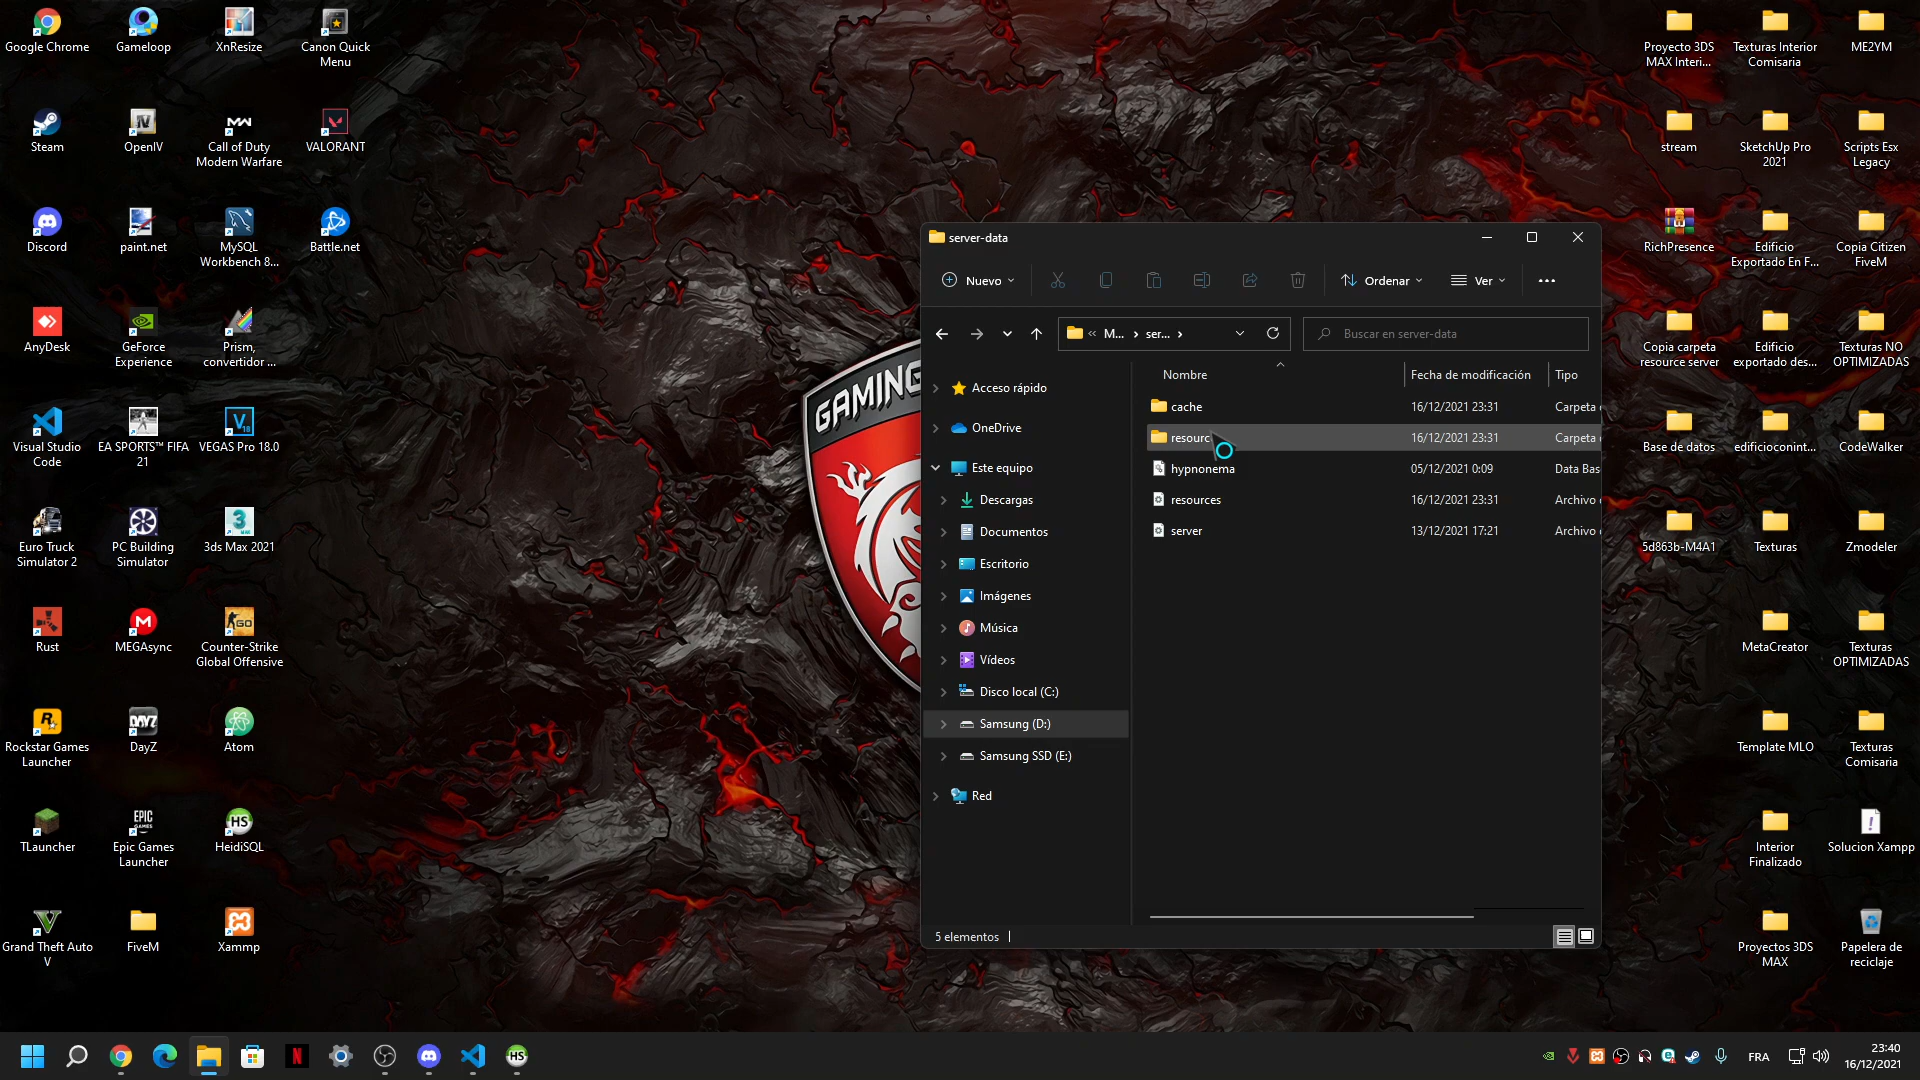 Google Chrome
Gameloop
XnResize
Canon Quick
Menu
Steam
OpenIV
Call of Duty
Modern Warfare
VALORANT
Discord
paint.net
MySQL
Workbench 8...
Battle.net
AnyDesk
GeForce
Experience
Prism,
convertidor ...
Visual Studio
Code
EA SPORTS™ FIFA
21
VEGAS Pro 18.0
Euro Truck
Simulator 2
PC Building
Simulator
3ds Max 2021
Rust
MEGAsync
Counter-Strike
Global Offensive
Rockstar Games
Launcher
DayZ
Atom
TLauncher
Epic Games
Launcher
HeidiSQL
Grand Theft Auto
V
FiveM
Xammp
GAMING
server-data
Nuevo
Ordenar
Ver
M...
ser...
Buscar en server-data
Acceso rápido
OneDrive
Este equipo
Descargas
Documentos
Escritorio
Imágenes
Música
Vídeos
Disco local (C:)
Samsung (D:)
Samsung SSD (E:)
Red
Nombre
Fecha de modificación
Tipo
cache
16/12/2021 23:31
Carpeta
resourc
16/12/2021 23:31
Carpeta
hypnonema
05/12/2021 0:09
Data Bas
resources
16/12/2021 23:31
Archivo
server
13/12/2021 17:21
Archivo
5 elementos
Proyecto 3DS
MAX Interi...
Texturas Interior
Comisaria
ME2YM
stream
SketchUp Pro
2021
Scripts Esx
Legacy
RichPresence
Edificio
Exportado En F...
Copia Citizen
FiveM
Copia carpeta
resource server
Edificio
exportado des...
Texturas NO
OPTIMIZADAS
Base de datos
edificioconint...
CodeWalker
5d863b-M4A1
Texturas
Zmodeler
MetaCreator
Texturas
OPTIMIZADAS
Template MLO
Texturas
Comisaria
Interior
Finalizado
Solucion Xampp
Proyectos 3DS
MAX
Papelera de
reciclaje
FRA
23:40
16/12/2021